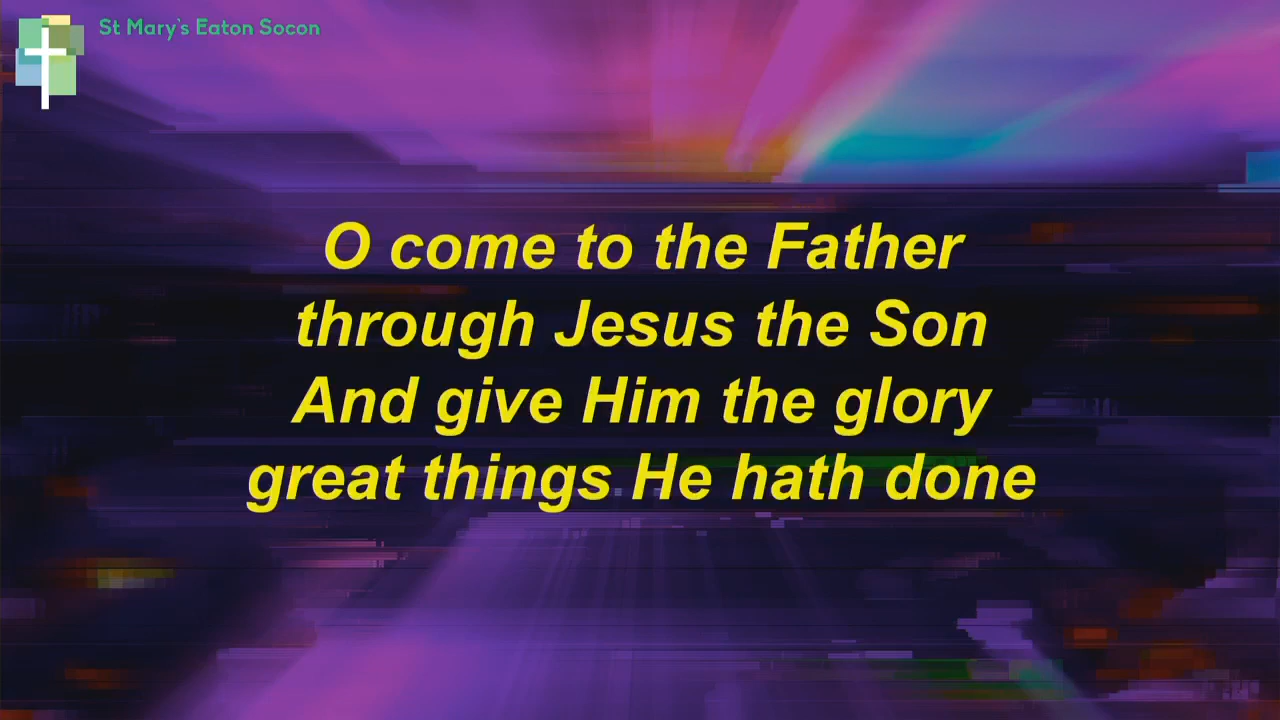 St Mary's Eaton Socon
O come to the Father
through Jesus the Son
And give Him the glory
great things He hath done